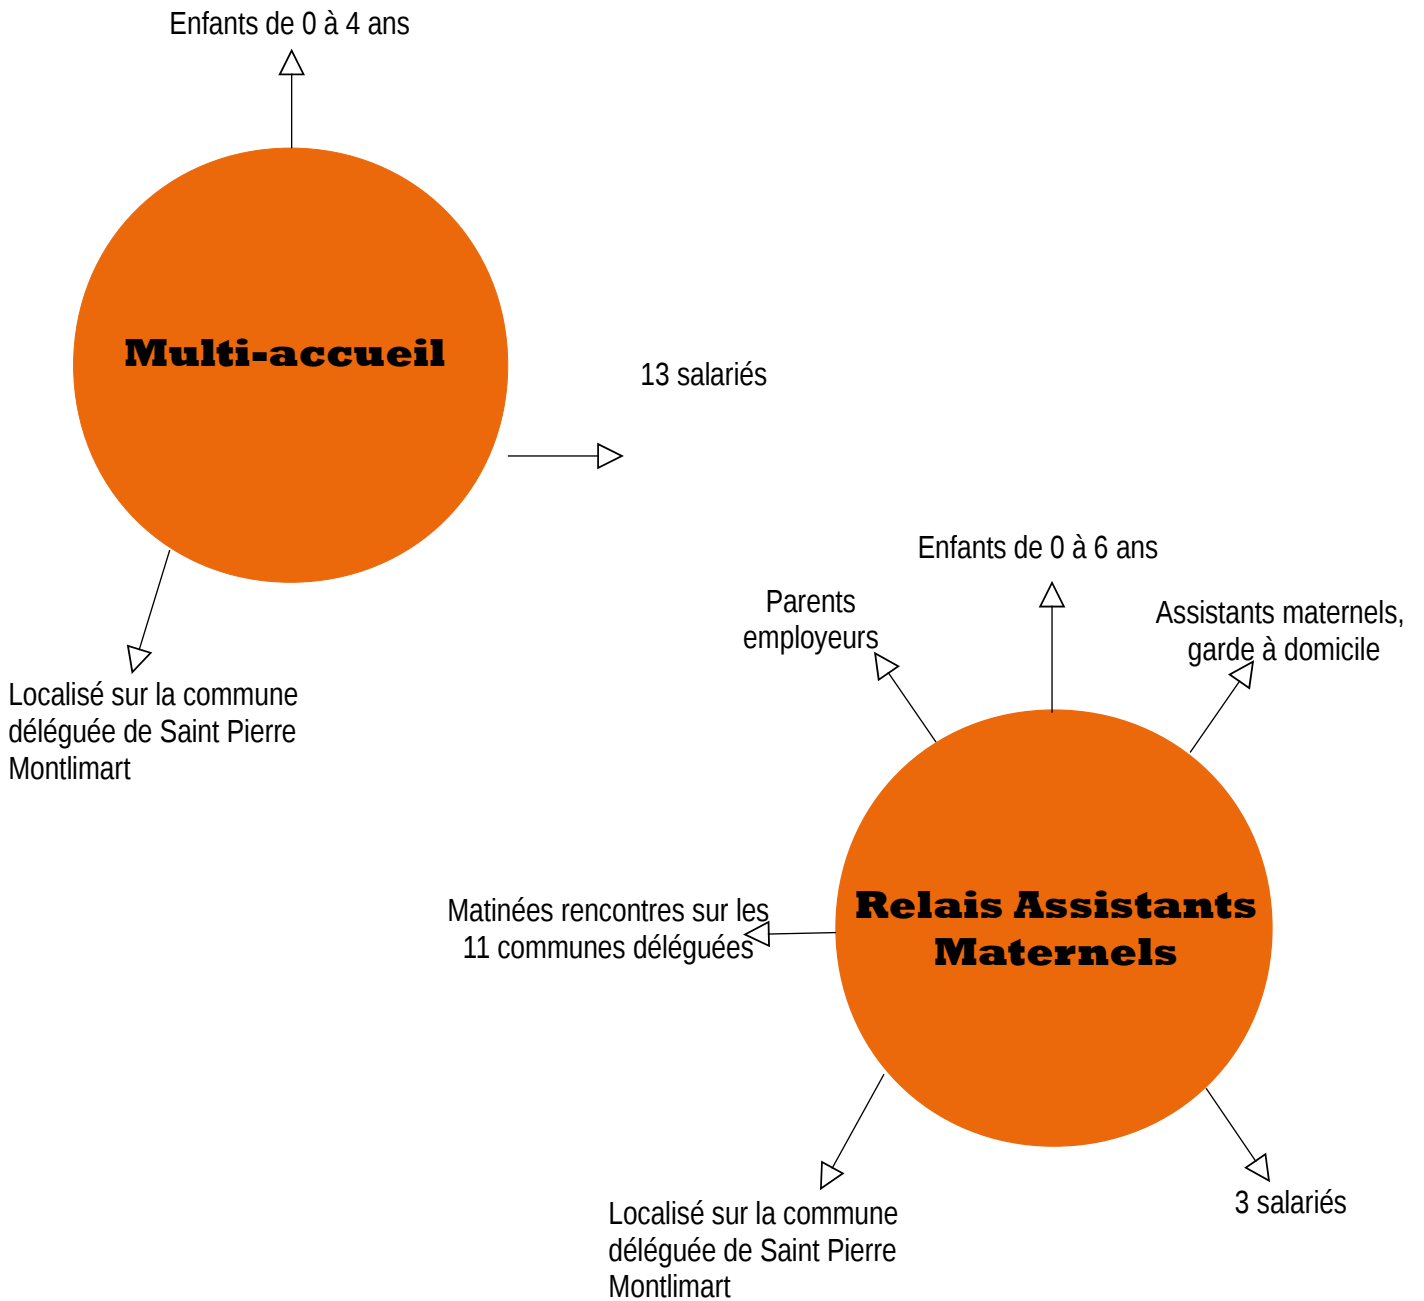 Enfants de 0 à 4 ans
Multi-accueil
13 salariés
Localisé sur la commune
déléguée de Saint Pierre
Montlimart
Enfants de 0 à 6 ans
Parents
employeurs
Assistants maternels,
garde à domicile
Matinées rencontres sur les
11 communes déléguées
Relais Assistants
Maternels
Localisé sur la commune
déléguée de Saint Pierre
Montlimart
3 salariés